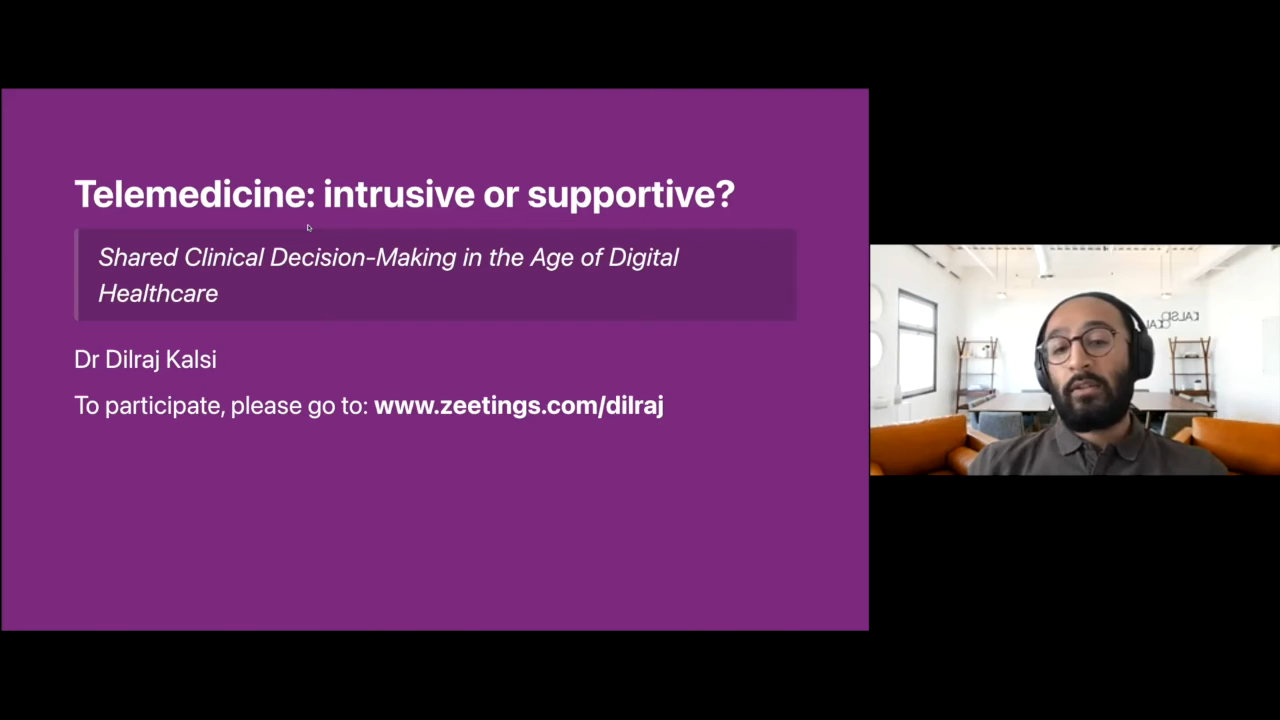 Telemedicine: intrusive or supportive?
Shared Clinical Decision-Making in the Age of Digital
Healthcare
Dr Dilraj Kalsi
To participate, please go to: www.zeetings.com/dilraj